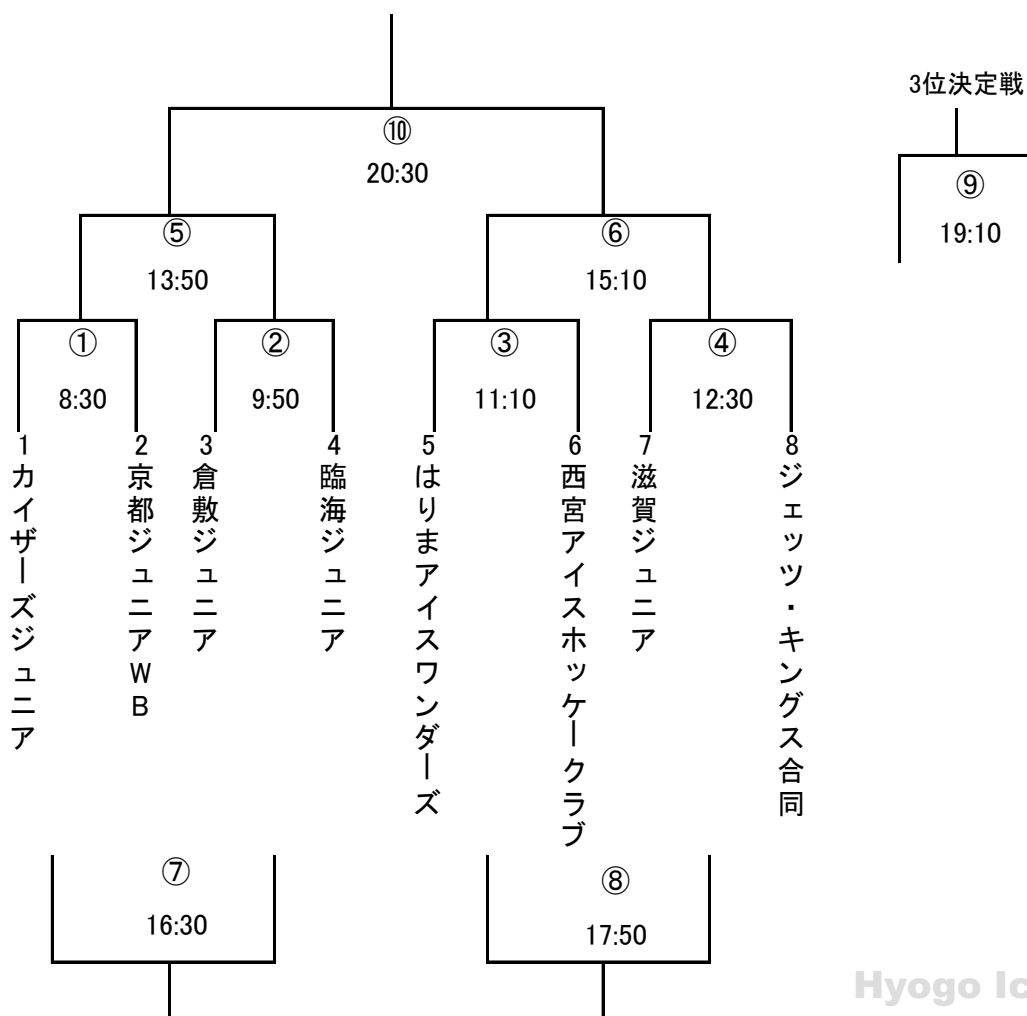 3位決定戦
⑩
20:30
⑨
19:10
⑤
13:50
⑥
15:10
①
8:30
②
9:50
③
11:10
④
12:30
1 カイザーズジュニア
2 京都ジュニアWB
3 倉敷ジュニア
4 臨海ジュニア
5 はりまアイスワンダーズ
6 西宮アイスホッケークラブ
7 滋賀ジュニア
8 ジェッツ・キングス合同
⑦
16:30
⑧
17:50
Hyogo Ic